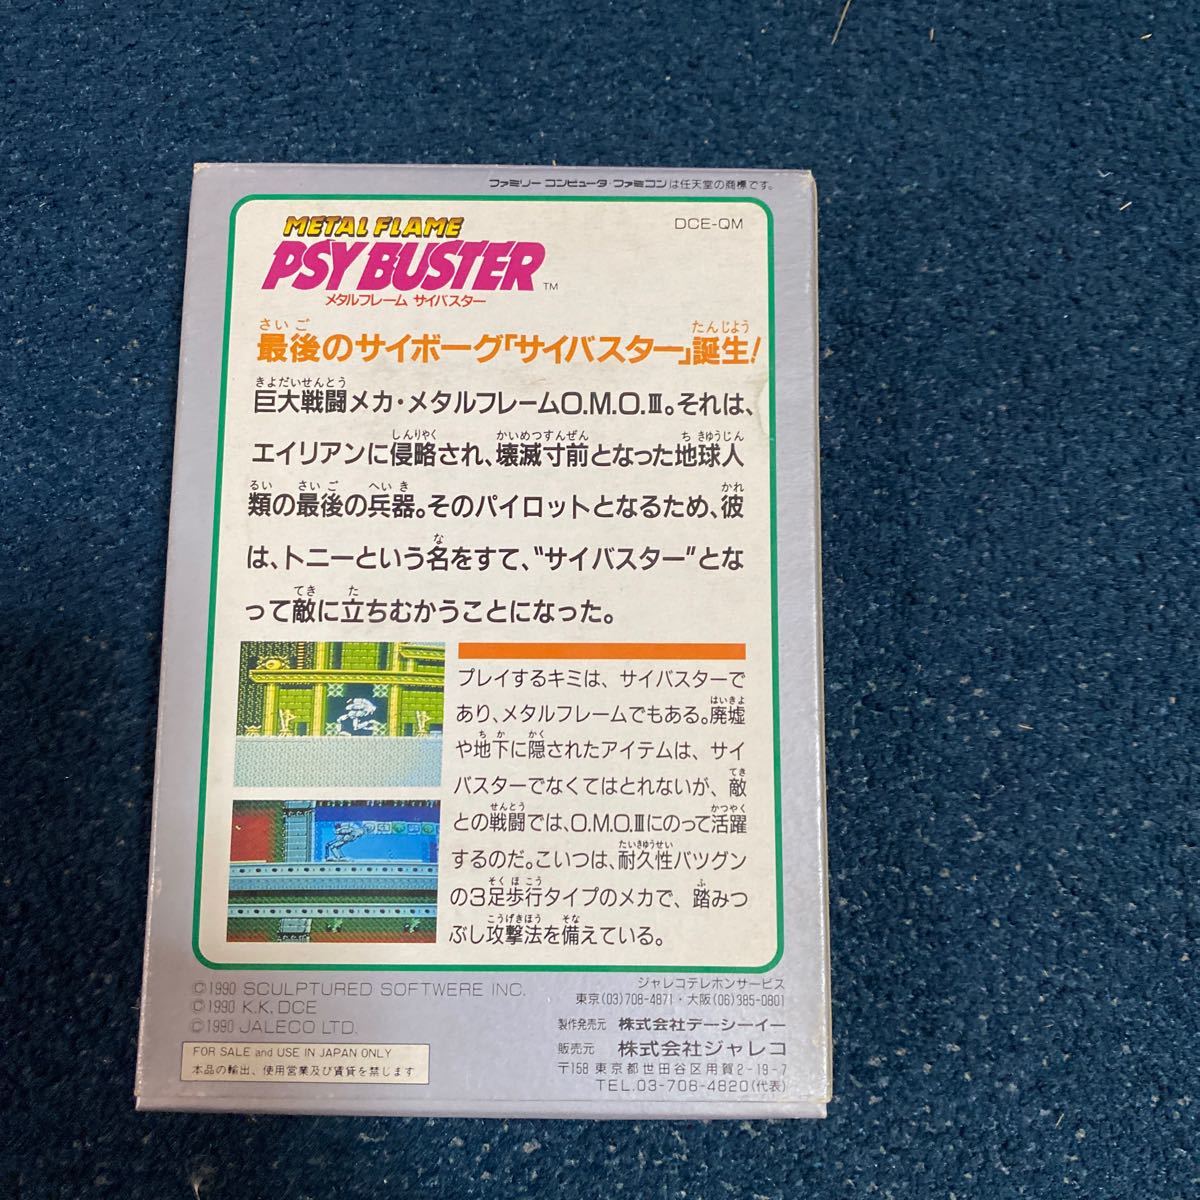 ファミリー コンピュータ・ファミコンは任天堂の商標です。
METAL FLAME
DCE-QM
PSY BUSTER TM
メタルフレーム サイバスター
さいご たんじよう
最後のサイボーグ「サイバスター」誕生!
きよだいせんとう
巨大戦闘メカ・メタルフレームO.M.O.Ⅲ。それは、
しんりやく かいめつすんぜん ち きゆうじん
エイリアンに侵略され、壊滅寸前となった地球人
るい さい ご へい き かれ
類の最後の兵器。そのパイロットとなるため、彼
な
は、トニーという名をすて、“サイバスター”とな
てき た
って敵に立ちむかうことになった。
プレイするキミは、サイバスターで
はいきよ
あり、メタルフレームでもある。廃墟
ち か かく
や地下に隠されたアイテムは、サイ
てき
バスターでなくてはとれないが、敵
せんとう かつやく
との戦闘では、O.M.O.Ⅲにのって活躍
たいきゆうせい
するのだ。こいつは、耐久性バツグン
そく ほ こう ふ
の3足歩行タイプのメカで、踏みつ
こうげきほう そな
ぶし攻撃法を備えている。
©1990 SCULPTURED SOFTWERE INC.
©1990 K.K. DCE
©1990 JALECO LTD.
FOR SALE and USE IN JAPAN ONLY
本品の輸出、使用営業及び賃貸を禁じます
ジャレコテレホンサービス
東京(03)708-4871・大阪(06)385-0801
製作発売元 株式会社デーシーイー
販売元 株式会社ジャレコ
〒158 東京都世田谷区用賀2-19-7
TEL.03-708-4820(代表)